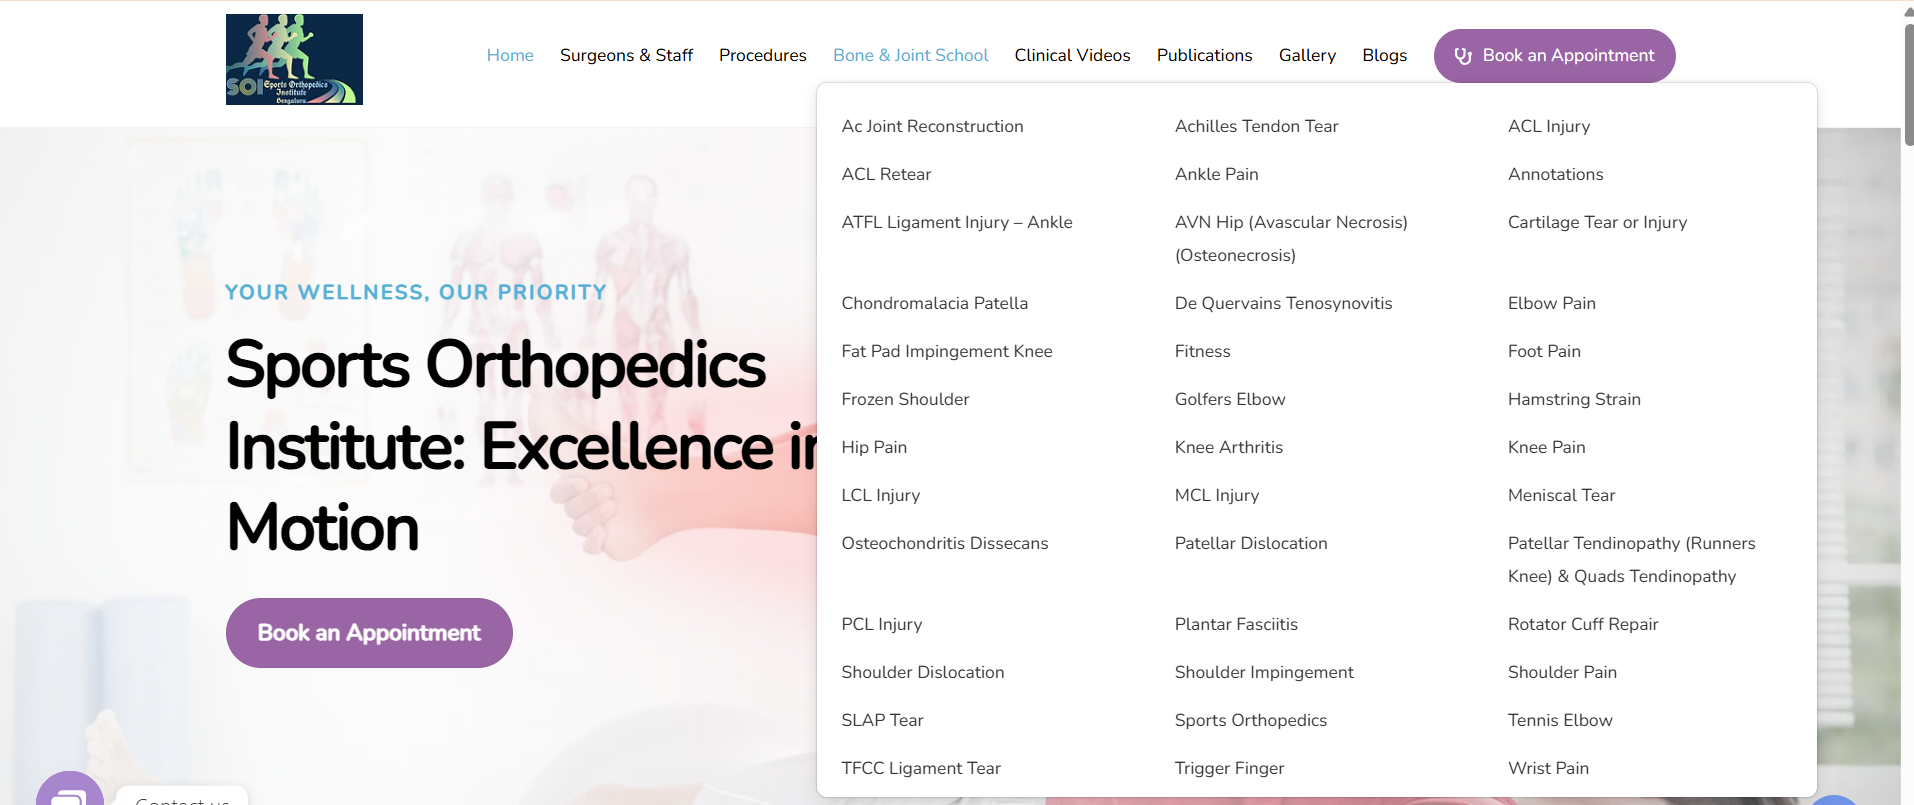 SOI Sports Orthopedics
Institute
Bengaluru
Home Surgeons & Staff Procedures Bone & Joint School Clinical Videos Publications Gallery Blogs Book an Appointment
Ac Joint Reconstruction Achilles Tendon Tear ACL Injury
ACL Retear Ankle Pain Annotations
ATFL Ligament Injury – Ankle AVN Hip (Avascular Necrosis) Cartilage Tear or Injury
(Osteonecrosis)
Chondromalacia Patella De Quervains Tenosynovitis Elbow Pain
Fat Pad Impingement Knee Fitness Foot Pain
Frozen Shoulder Golfers Elbow Hamstring Strain
Hip Pain Knee Arthritis Knee Pain
LCL Injury MCL Injury Meniscal Tear
Osteochondritis Dissecans Patellar Dislocation Patellar Tendinopathy (Runners
Knee) & Quads Tendinopathy
PCL Injury Plantar Fasciitis Rotator Cuff Repair
Shoulder Dislocation Shoulder Impingement Shoulder Pain
SLAP Tear Sports Orthopedics Tennis Elbow
TFCC Ligament Tear Trigger Finger Wrist Pain
YOUR WELLNESS, OUR PRIORITY
Sports Orthopedics
Institute: Excellence in
Motion
Book an Appointment
Contact us